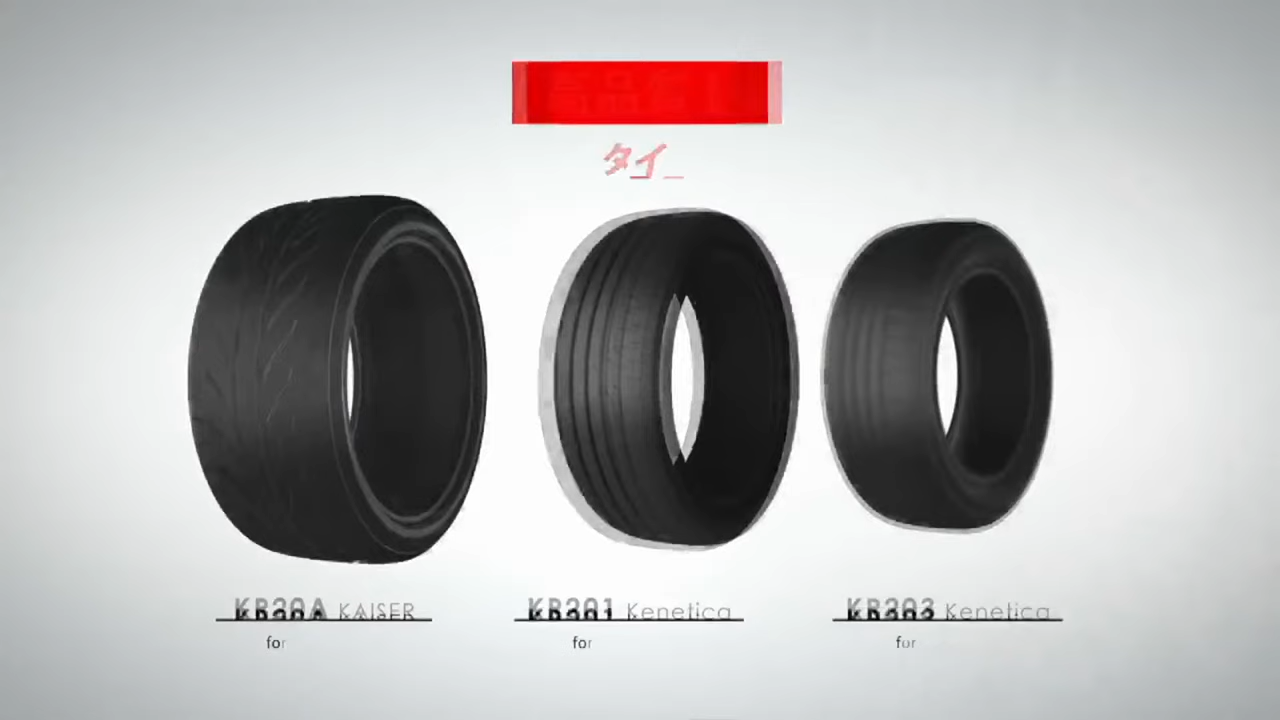 タイ
KR20A KAISER
KR201 Kenetica
KR203 Kenetica
for
for
for